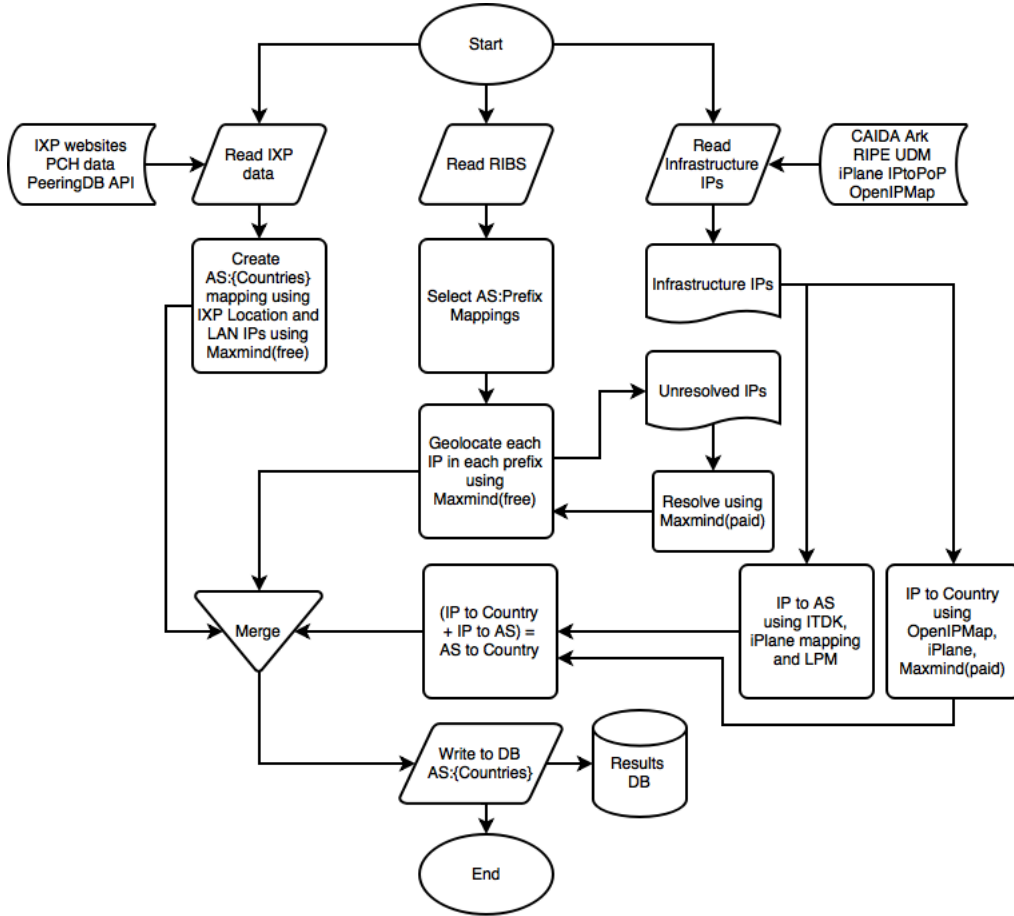 Start
IXP websites
PCH data
PeeringDB API
Read IXP
data
Read RIBS
Read
Infrastructure
IPs
CAIDA Ark
RIPE UDM
iPlane IPtoPoP
OpenIPMap
Create
AS:{Countries}
mapping using
IXP Location and
LAN IPs using
Maxmind(free)
Select AS:Prefix
Mappings
Infrastructure IPs
Unresolved IPs
Geolocate each
IP in each prefix
using
Maxmind(free)
Resolve using
Maxmind(paid)
Merge
(IP to Country
+ IP to AS) =
AS to Country
IP to AS
using ITDK,
iPlane mapping
and LPM
IP to Country
using
OpenIPMap,
iPlane,
Maxmind(paid)
Write to DB
AS:{Countries}
Results
DB
End